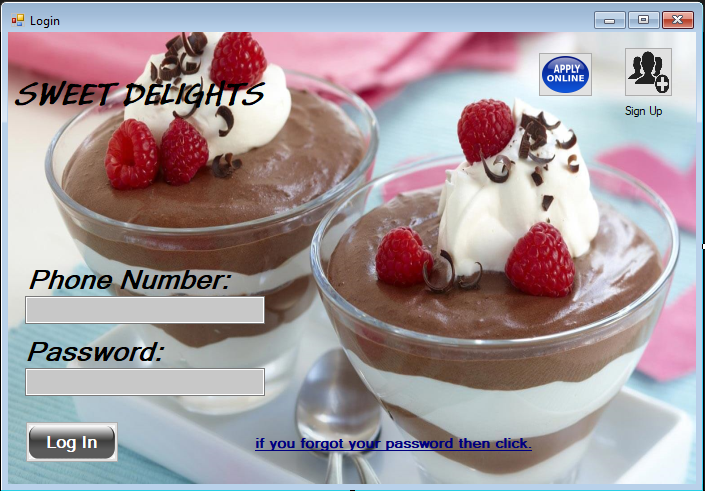 Login
APPLY
ONLINE
SWEET DELIGHTS
Sign Up
Phone Number:
Password:
Log In
if you forgot your password then click.